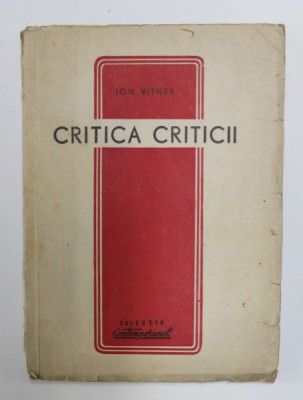 ION VITNER
CRITICA CRITICII
COLECȚIA
Contemporanul